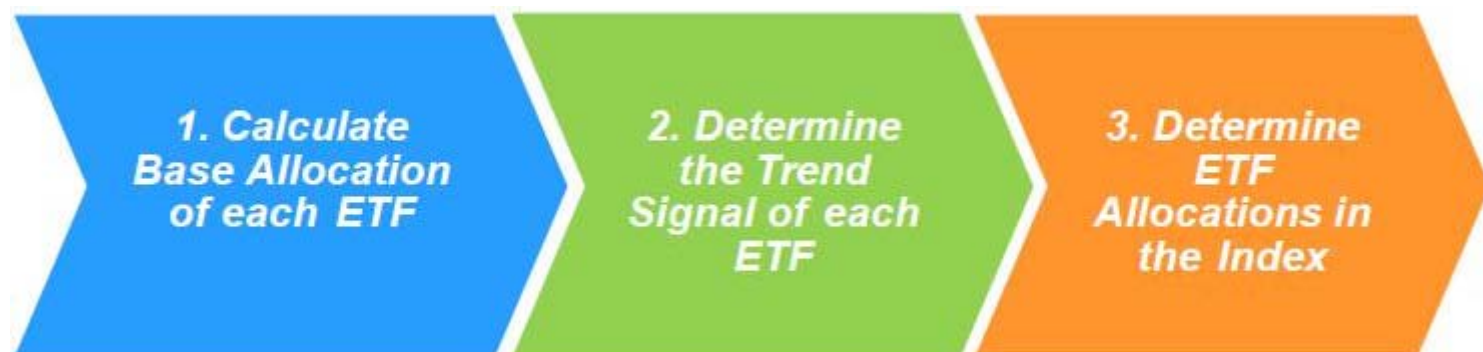 1. Calculate
Base Allocation
of each ETF
2. Determine
the Trend
Signal of each
ETF
3. Determine
ETF
Allocations in
the Index